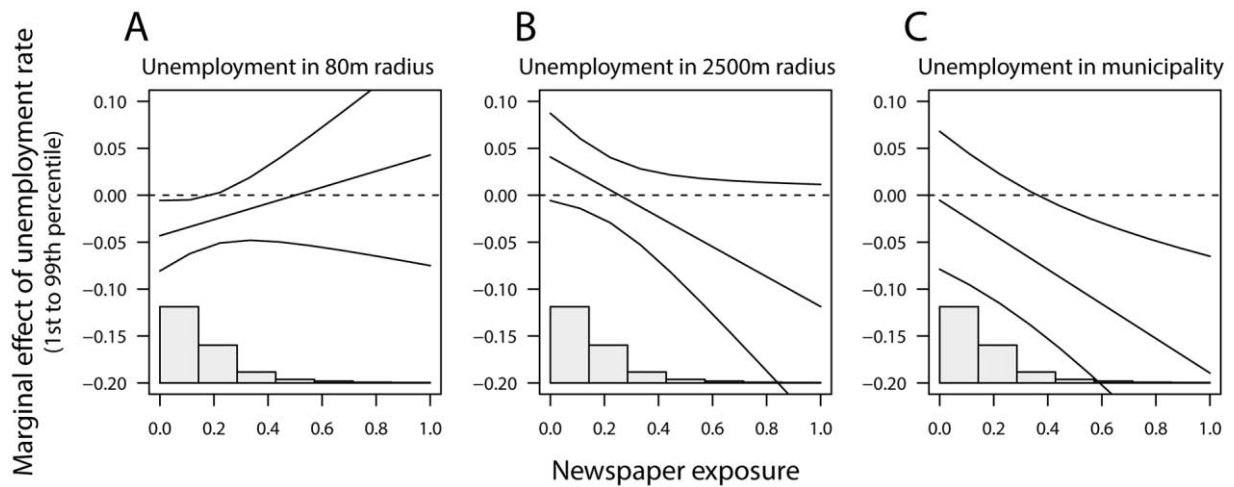 A
B
C
Unemployment in 80m radius
Unemployment in 2500m radius
Unemployment in municipality
Marginal effect of unemployment rate
(1st to 99th percentile)
0.10
0.05
0.00
−0.05
−0.10
−0.15
−0.20
0.10
0.05
0.00
−0.05
−0.10
−0.15
−0.20
0.10
0.05
0.00
−0.05
−0.10
−0.15
−0.20
0.0 0.2 0.4 0.6 0.8 1.0
0.0 0.2 0.4 0.6 0.8 1.0
0.0 0.2 0.4 0.6 0.8 1.0
Newspaper exposure